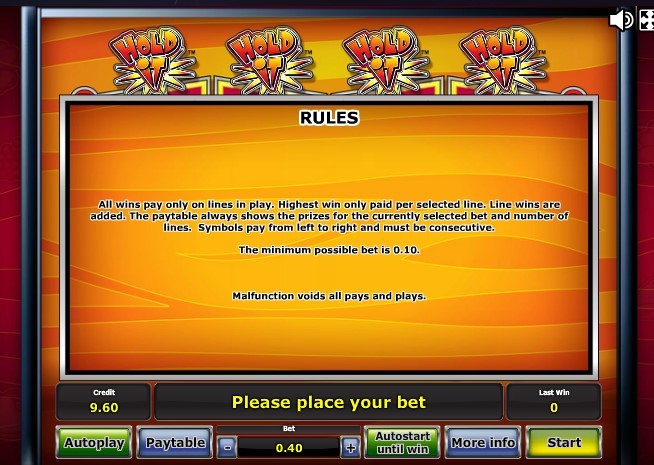 HOLD iT™ HOLD iT™ HOLD iT™ HOLD iT™
RULES
All wins pay only on lines in play. Highest win only paid per selected line. Line wins are
added. The paytable always shows the prizes for the currently selected bet and number of
lines. Symbols pay from left to right and must be consecutive.
The minimum possible bet is 0.10.
Malfunction voids all pays and plays.
Credit
9.60
Please place your bet
Last Win
0
Autoplay
Paytable
Bet
- 0.40 +
Autostart
until win
More info
Start